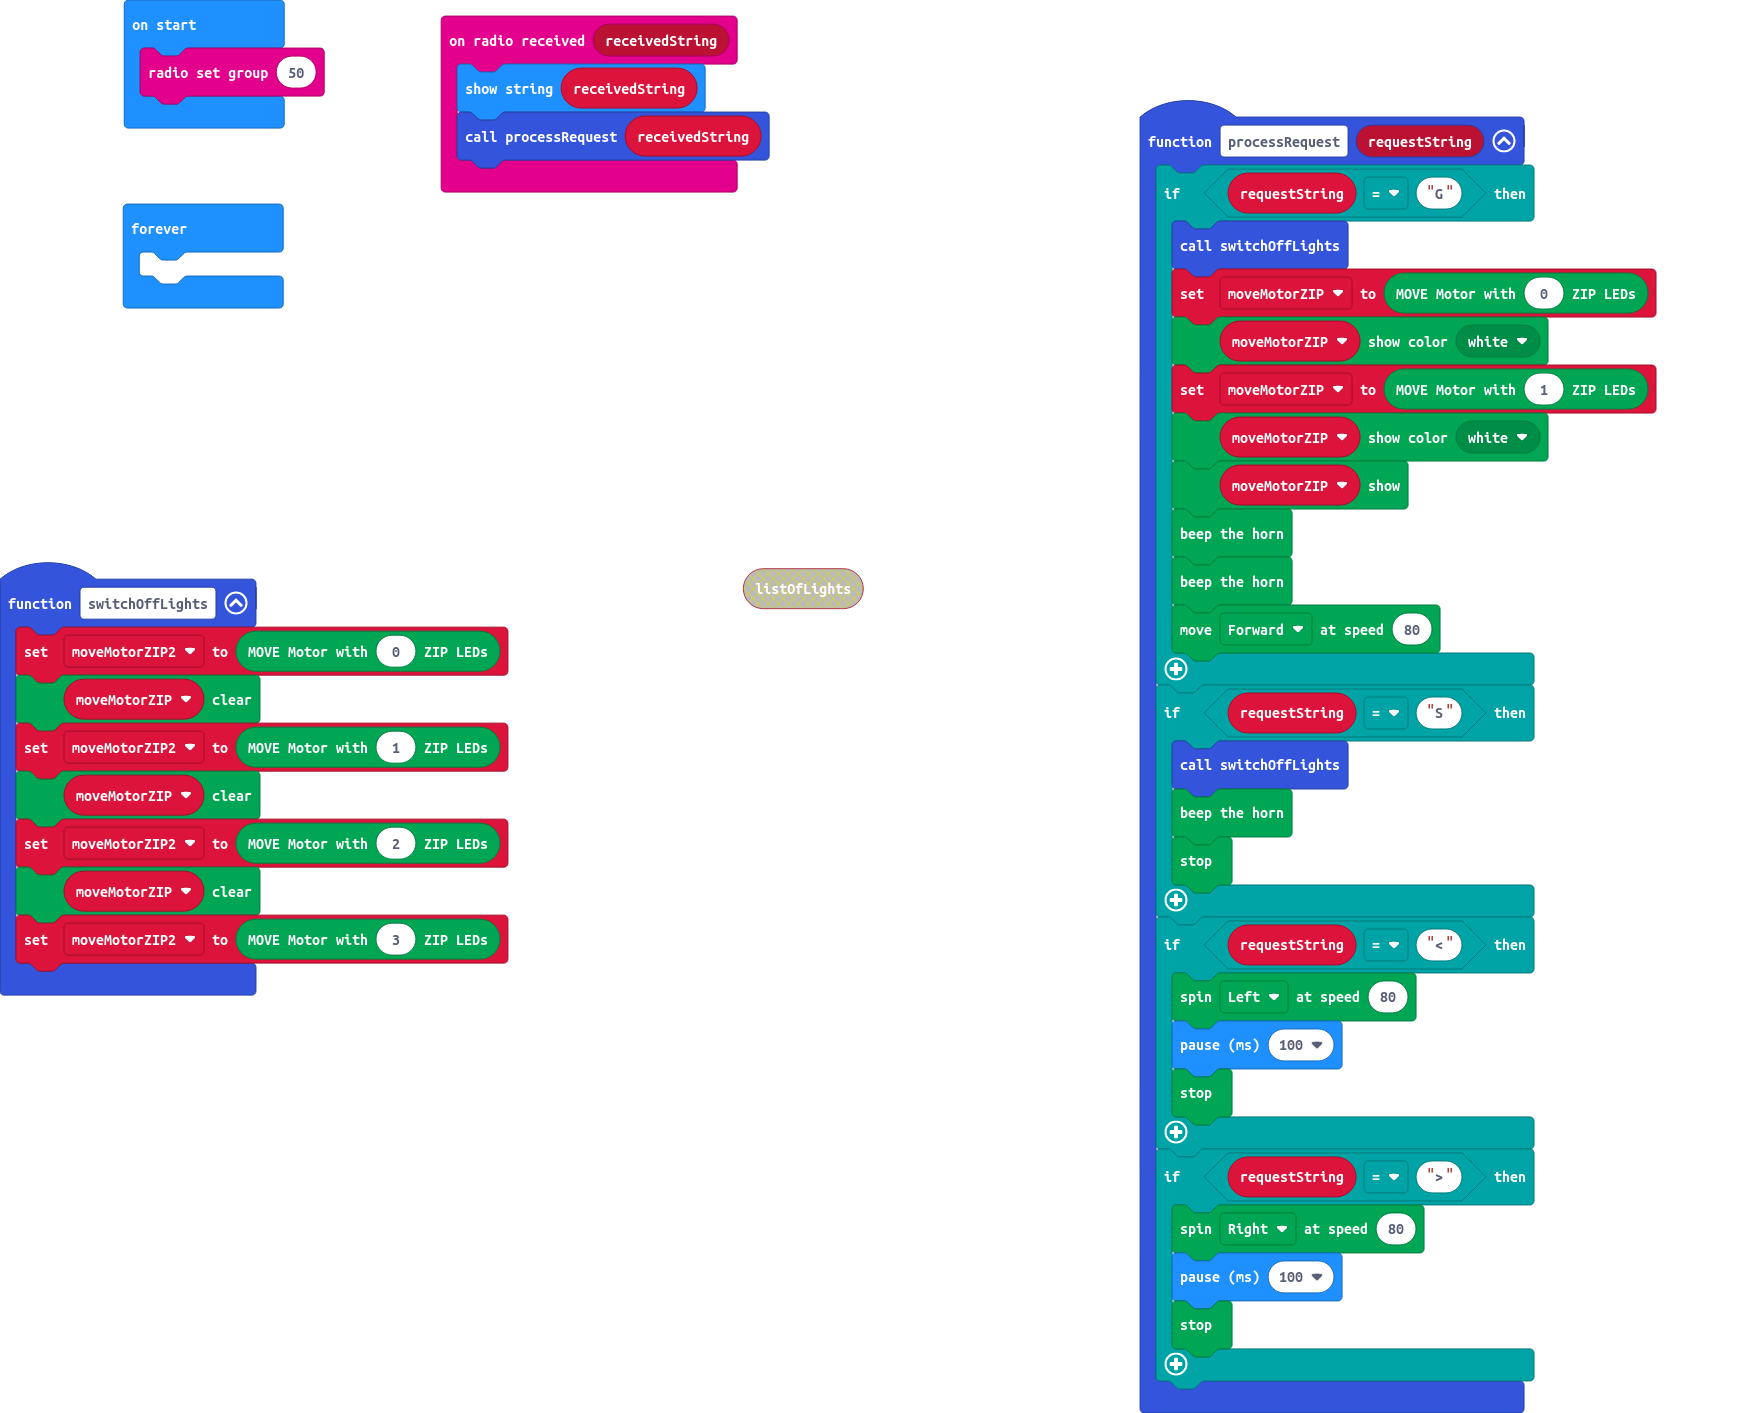 on start
radio set group 50
forever
on radio received receivedString
show string receivedString
call processRequest receivedString
function switchOffLights
set moveMotorZIP2 to MOVE Motor with 0 ZIP LEDs
moveMotorZIP clear
set moveMotorZIP2 to MOVE Motor with 1 ZIP LEDs
moveMotorZIP clear
set moveMotorZIP2 to MOVE Motor with 2 ZIP LEDs
moveMotorZIP clear
set moveMotorZIP2 to MOVE Motor with 3 ZIP LEDs
listOfLights
function processRequest requestString
if requestString = "G" then
call switchOffLights
set moveMotorZIP to MOVE Motor with 0 ZIP LEDs
moveMotorZIP show color white
set moveMotorZIP to MOVE Motor with 1 ZIP LEDs
moveMotorZIP show color white
moveMotorZIP show
beep the horn
beep the horn
move Forward at speed 80
if requestString = "S" then
call switchOffLights
beep the horn
stop
if requestString = "<" then
spin Left at speed 80
pause (ms) 100
stop
if requestString = ">" then
spin Right at speed 80
pause (ms) 100
stop